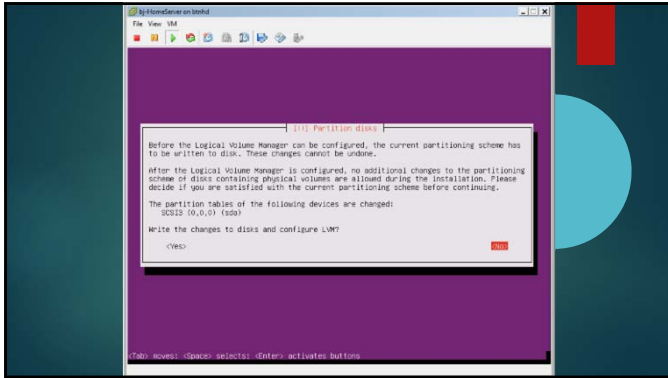 kj-HomeServer on btnhd
File View VM
[!!] Partition disks
Before the Logical Volume Manager can be configured, the current partitioning scheme has
to be written to disk. These changes cannot be undone.
After the Logical Volume Manager is configured, no additional changes to the partitioning
scheme of disks containing physical volumes are allowed during the installation. Please
decide if you are satisfied with the current partitioning scheme before continuing.
The partition tables of the following devices are changed:
SCSI3 (0,0,0) (sda)
Write the changes to disks and configure LVM?
<Yes> <No>
<Tab> moves; <Space> selects; <Enter> activates buttons